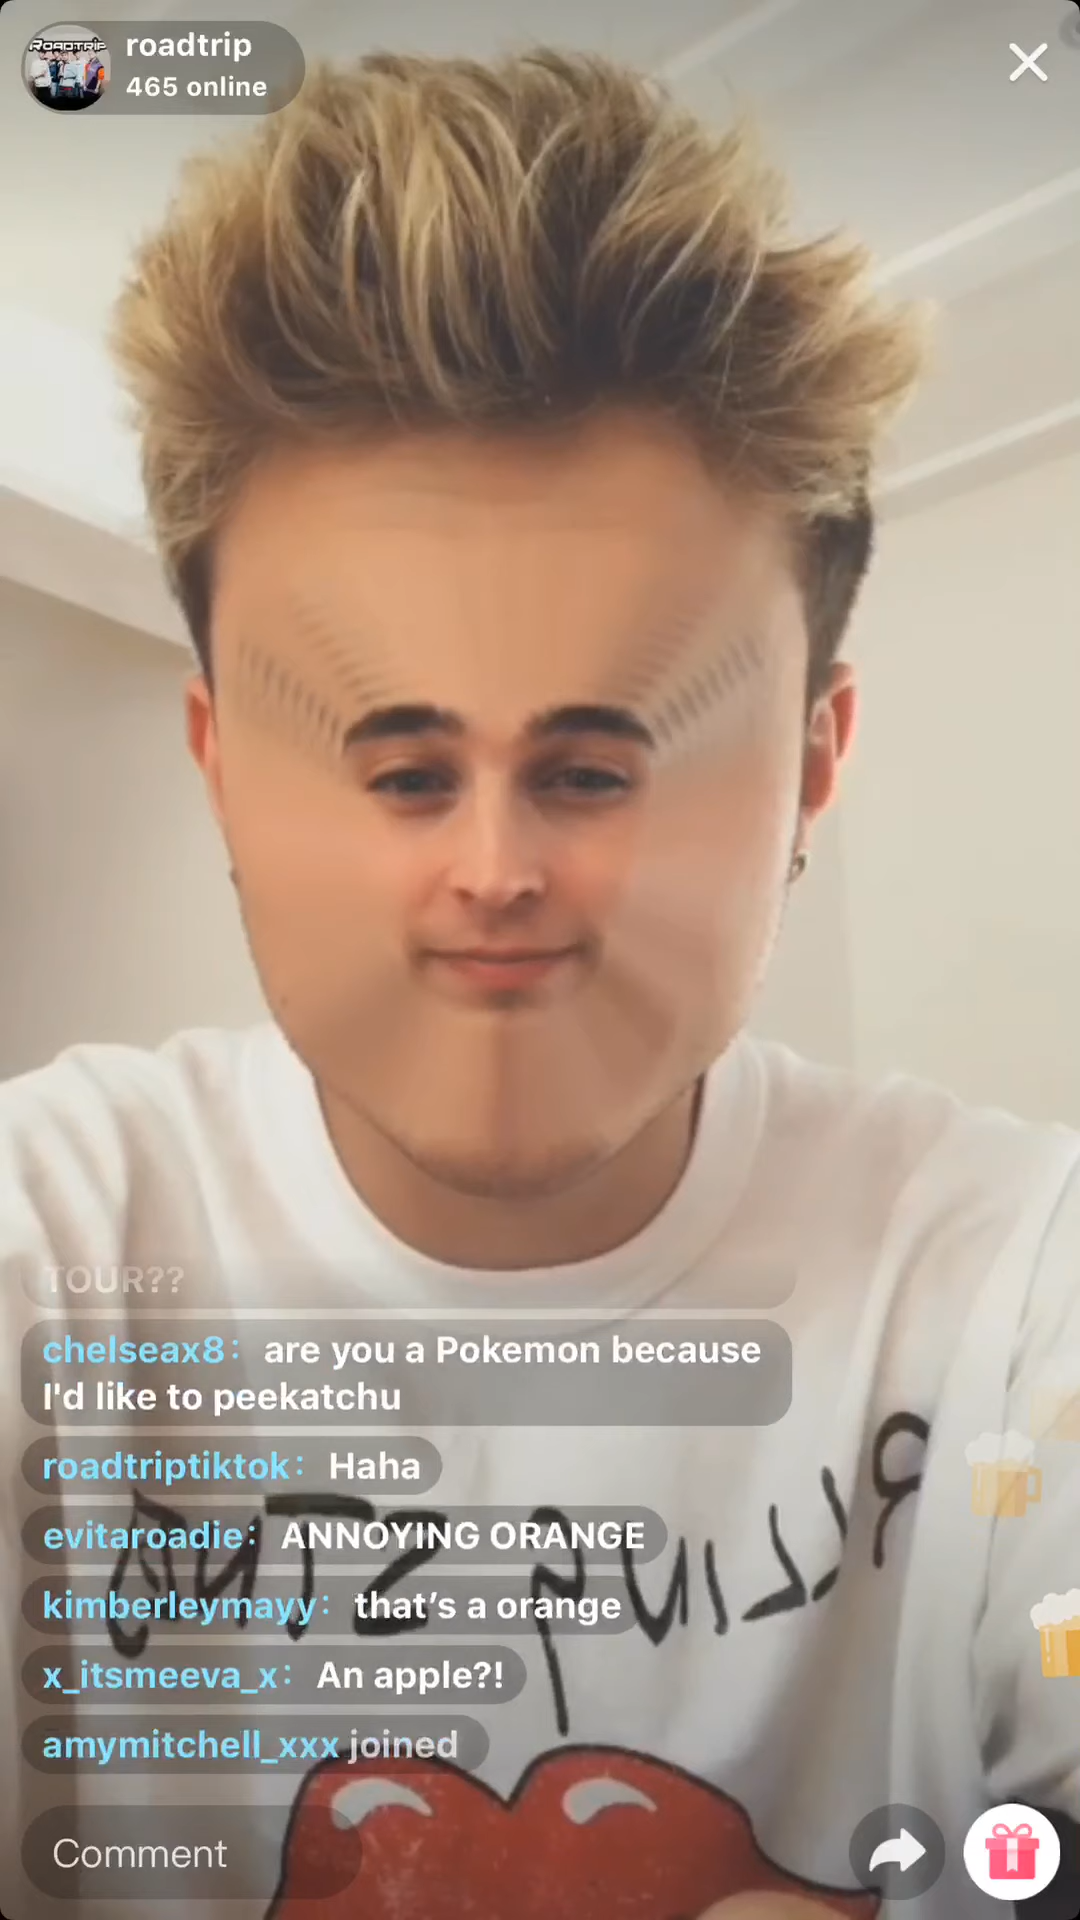 ROADTRIP
roadtrip
465 online
TOUR??
chelseax8: are you a Pokemon because
I'd like to peekatchu
roadtriptiktok: Haha
evitaroadie: ANNOYING ORANGE
kimberleymayy: that's a orange
x_itsmeeva_x: An apple?!
amymitchell_xxx joined
Comment